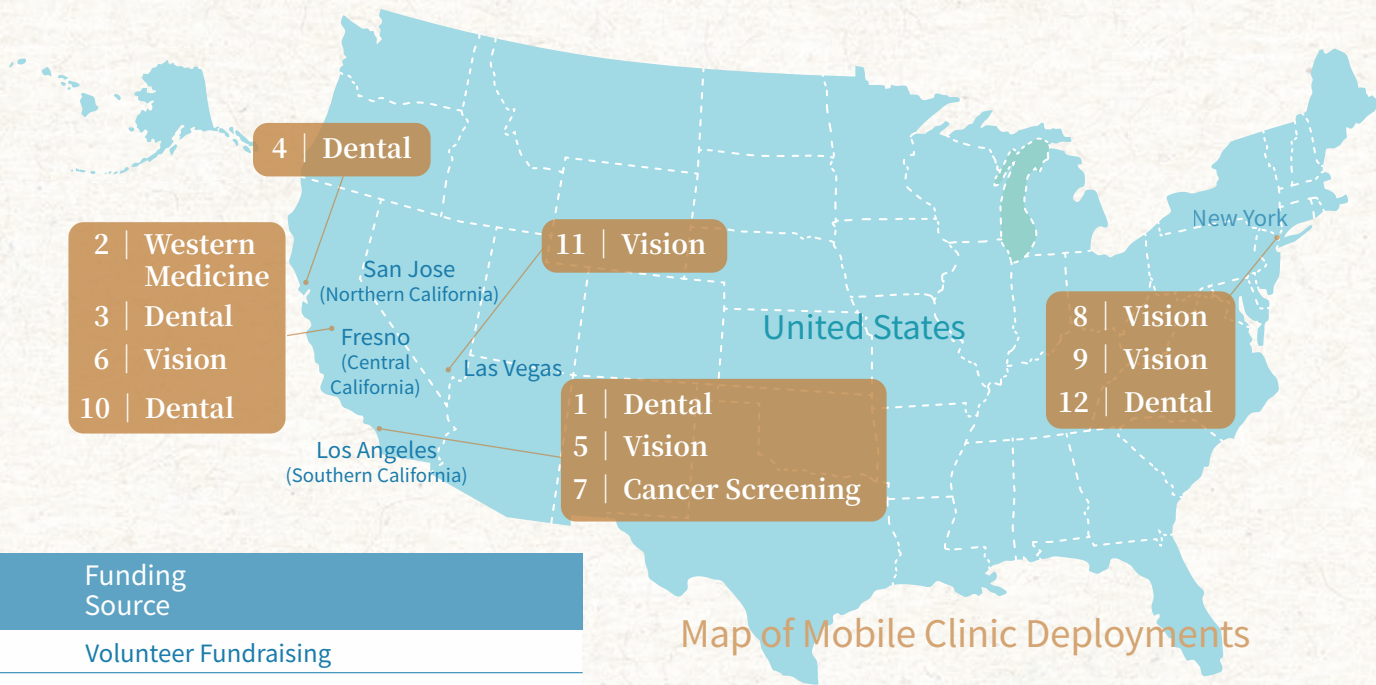 4 | Dental
2 | Western
Medicine
3 | Dental
6 | Vision
10 | Dental
San Jose
(Northern California)
Fresno
(Central
California)
Las Vegas
Los Angeles
(Southern California)
11 | Vision
United States
1 | Dental
5 | Vision
7 | Cancer Screening
New York
8 | Vision
9 | Vision
12 | Dental
Funding
Source
Volunteer Fundraising
Map of Mobile Clinic Deployments